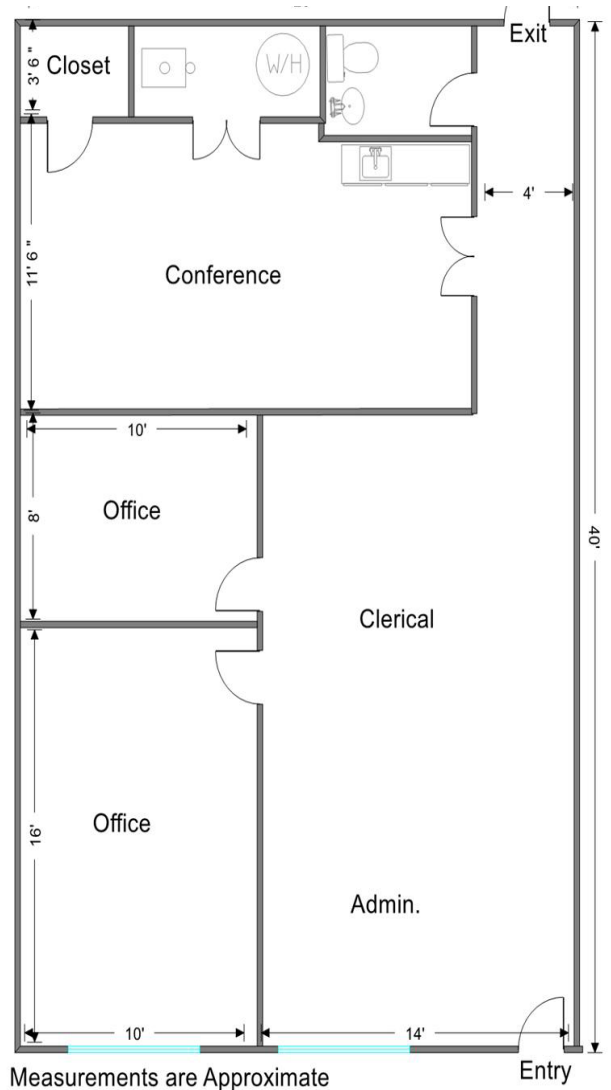 Exit
Closet
3' 6 "
W/H
4'
11' 6 "
Conference
10'
8'
Office
40'
Clerical
16'
Office
Admin.
10'
14'
Entry
Measurements are Approximate